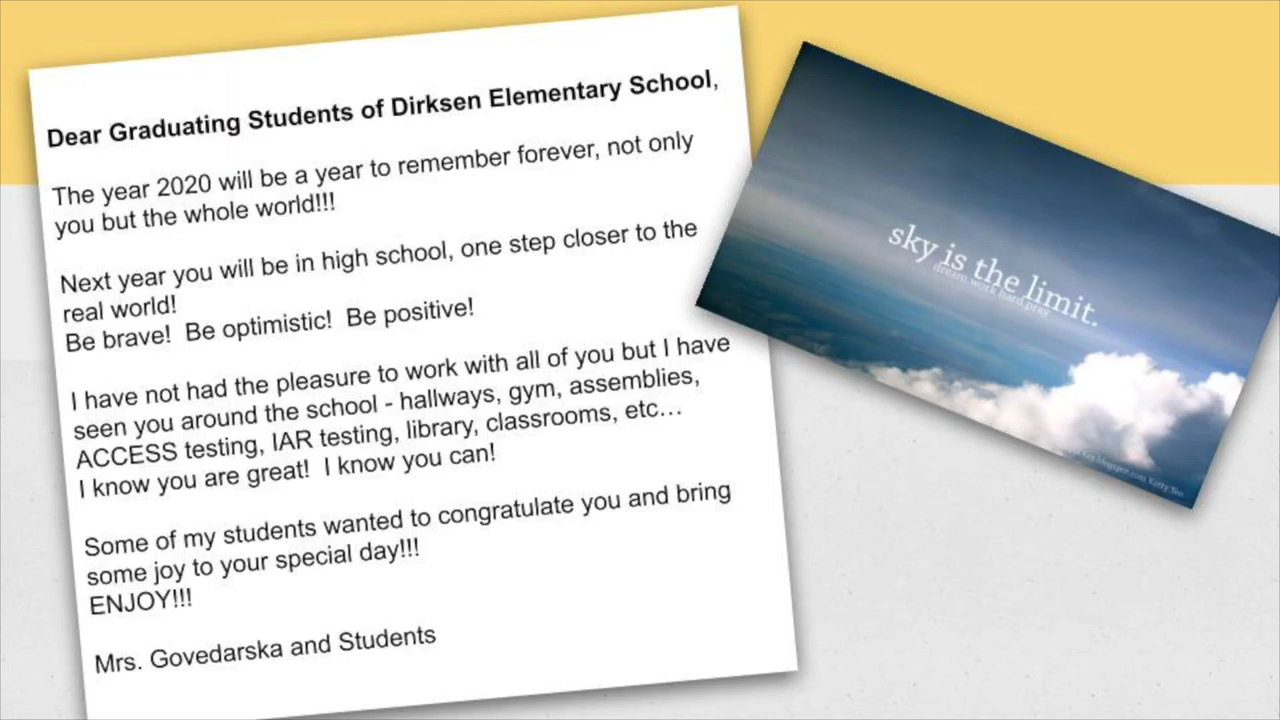 Dear Graduating Students of Dirksen Elementary School,
The year 2020 will be a year to remember forever, not only
you but the whole world!!!
Next year you will be in high school, one step closer to the
real world!
Be brave!  Be optimistic!  Be positive!
I have not had the pleasure to work with all of you but I have
seen you around the school - hallways, gym, assemblies,
ACCESS testing, IAR testing, library, classrooms, etc…
I know you are great!  I know you can!
Some of my students wanted to congratulate you and bring
some joy to your special day!!!
ENJOY!!!
Mrs. Govedarska and Students
sky is the limit.
dream.work hard.pray